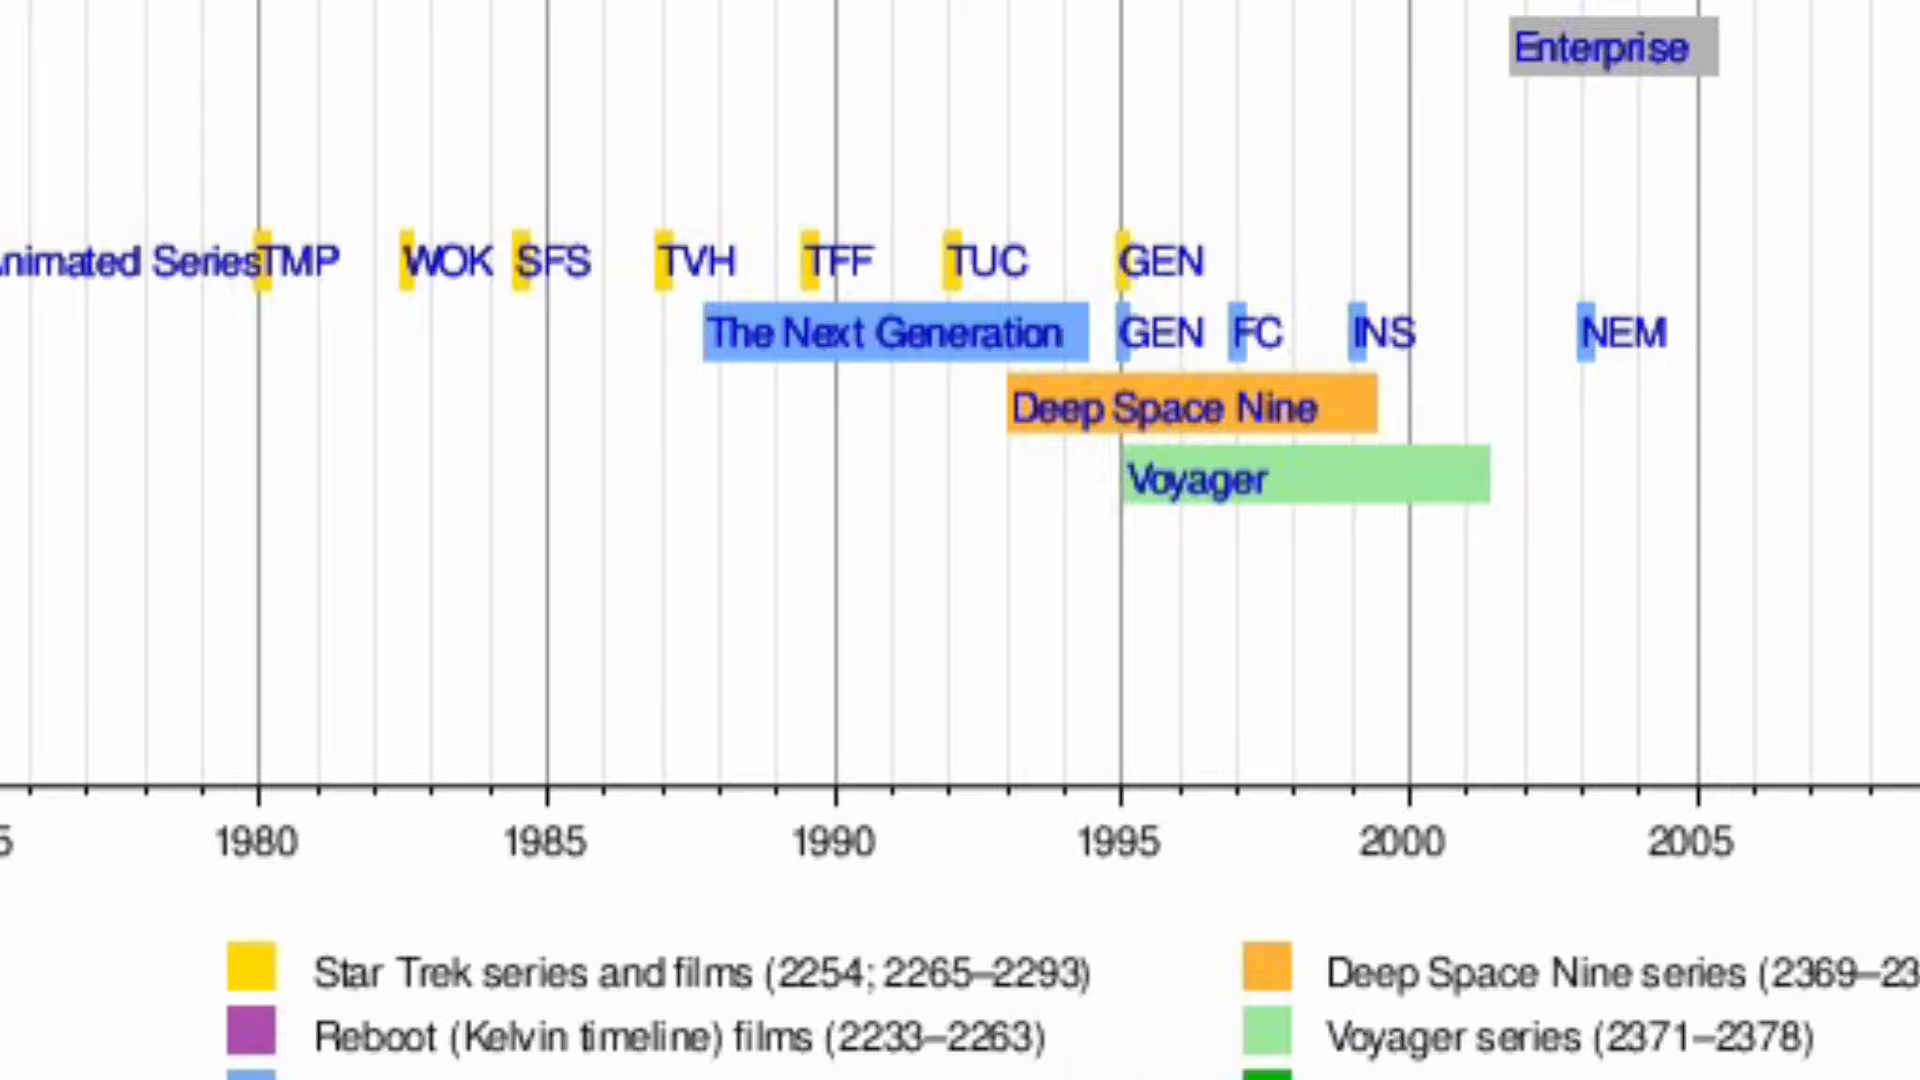 Enterprise
nimated Series TMP WOK SFS TVH TFF TUC GEN
The Next Generation GEN FC INS NEM
Deep Space Nine
Voyager
5 1980 1985 1990 1995 2000 2005
Star Trek series and films (2254; 2265–2293)
Deep Space Nine series (2369–23
Reboot (Kelvin timeline) films (2233–2263)
Voyager series (2371–2378)